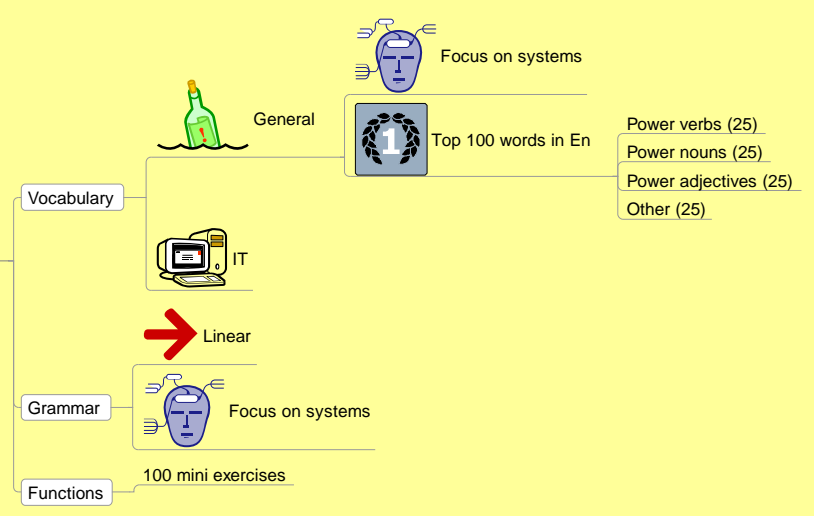 Focus on systems
General
1
Top 100 words in En
Power verbs (25)
Power nouns (25)
Power adjectives (25)
Other (25)
Vocabulary
IT
Linear
Grammar
Focus on systems
100 mini exercises
Functions